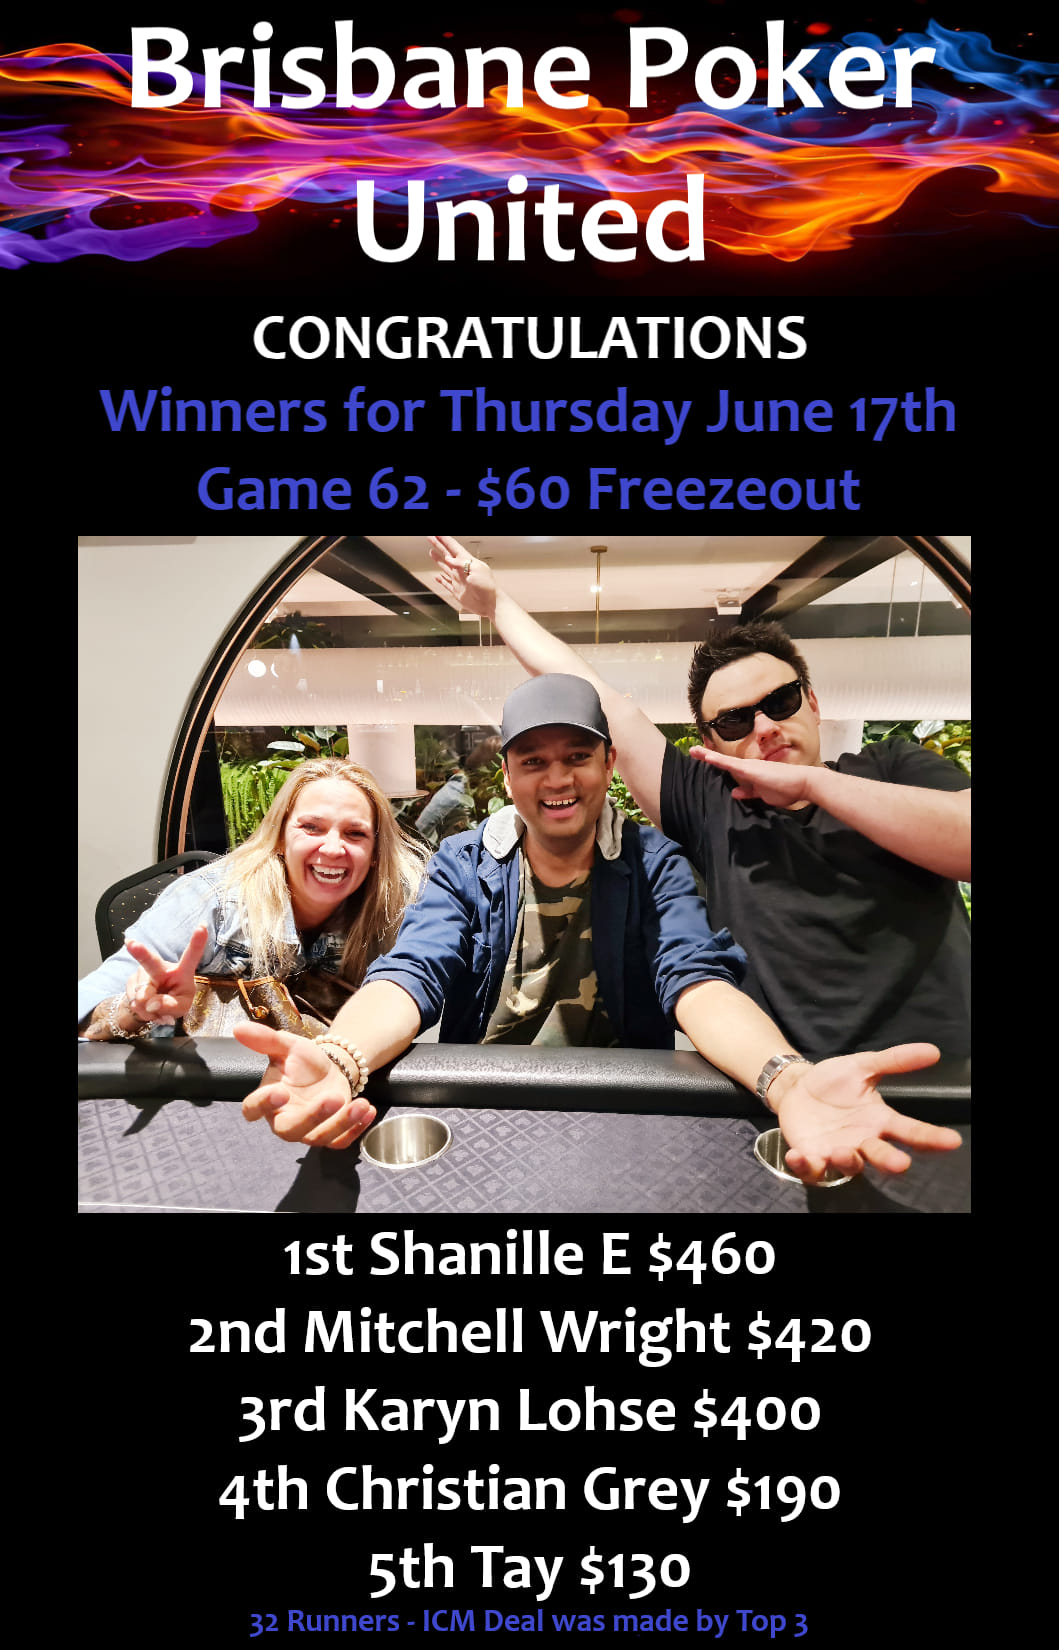 Brisbane Poker
United
CONGRATULATIONS
Winners for Thursday June 17th
Game 62 - $60 Freezeout
1st Shanille E $460
2nd Mitchell Wright $420
3rd Karyn Lohse $400
4th Christian Grey $190
5th Tay $130
32 Runners - ICM Deal was made by Top 3